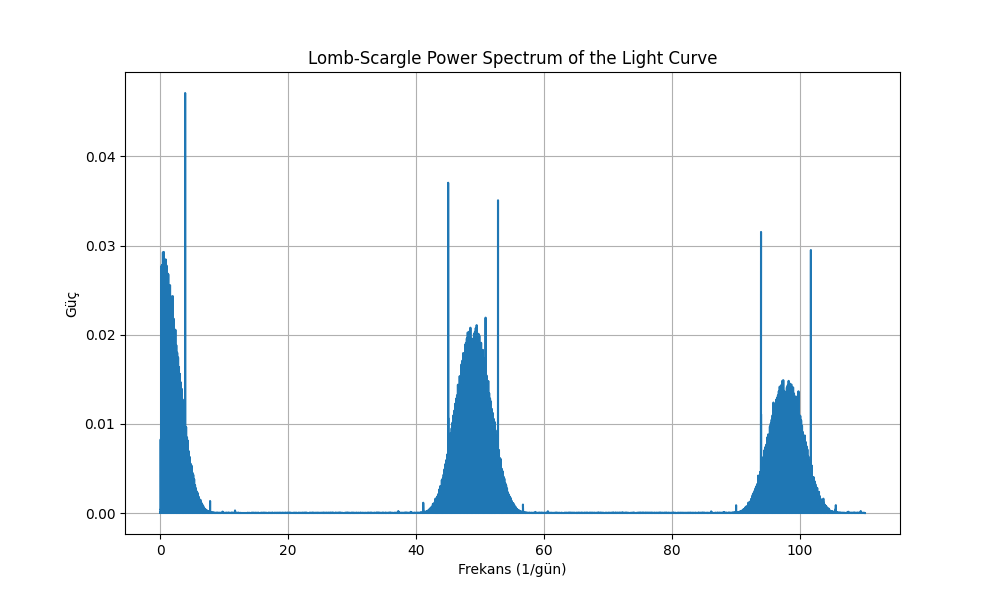 Lomb-Scargle Power Spectrum of the Light Curve
0.04
0.03
0.02
0.01
0.00
Güç
0 20 40 60 80 100
Frekans (1/gün)